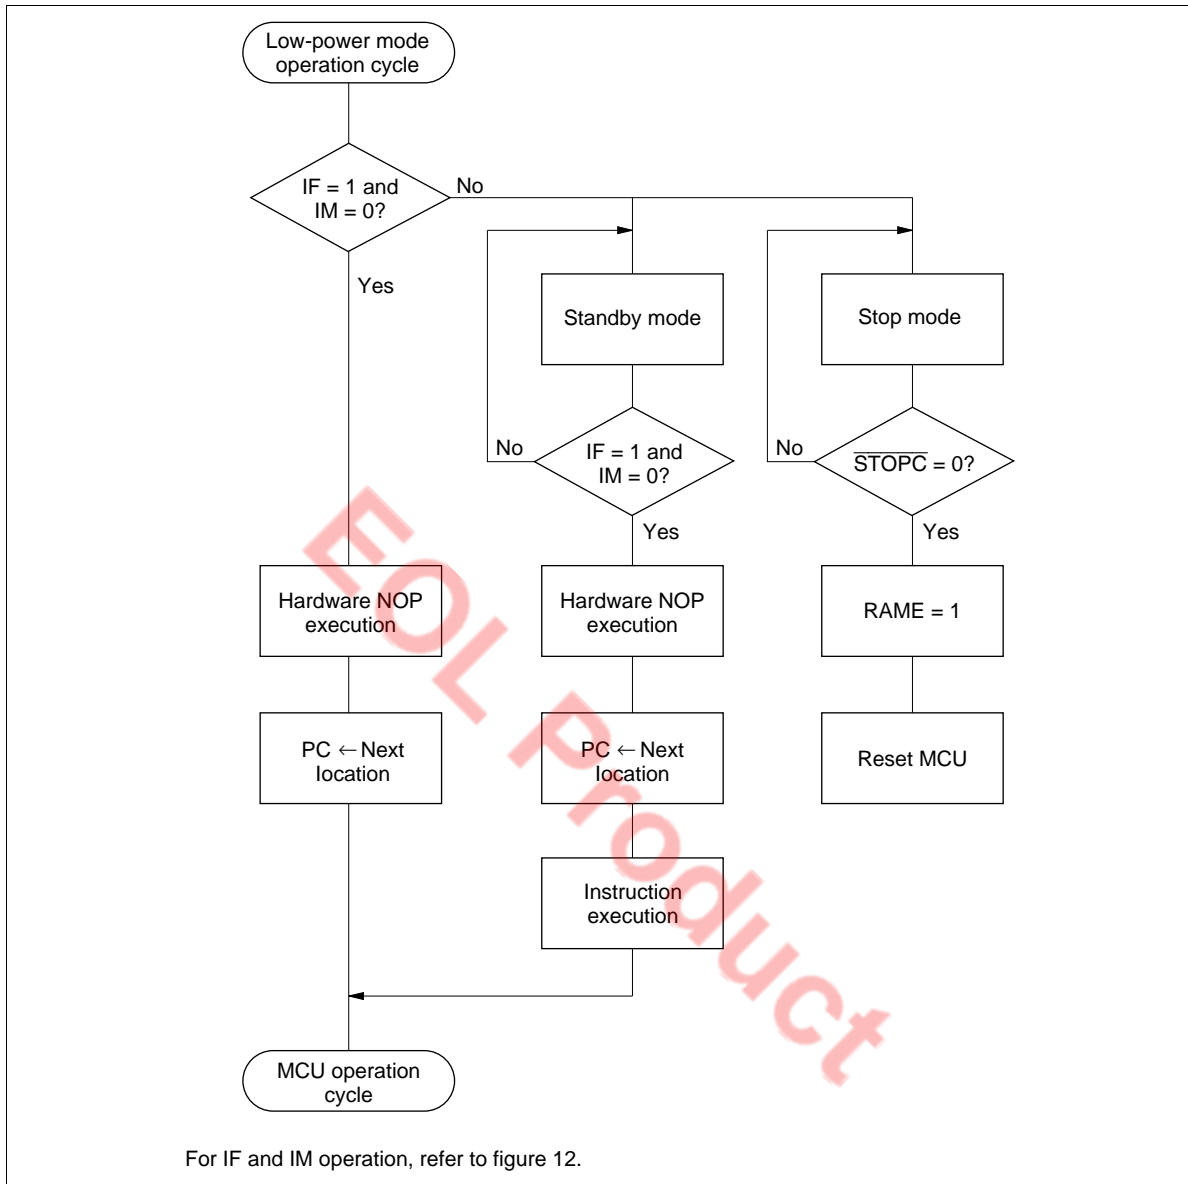 Low-power mode
operation cycle
IF = 1 and
IM = 0?
No
Yes
Standby mode
Stop mode
No
IF = 1 and
IM = 0?
No
S̅T̅O̅P̅C̅ = 0?
Yes
Yes
Hardware NOP
execution
Hardware NOP
execution
RAME = 1
PC ← Next
location
PC ← Next
location
Reset MCU
Instruction
execution
MCU operation
cycle
For IF and IM operation, refer to figure 12.
EOL Product